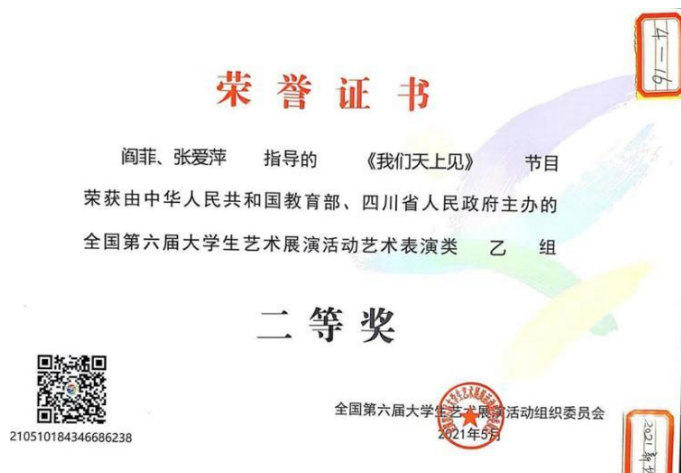 4-16
荣誉证书
阎菲、张爱萍 指导的 《我们天上见》 节目
荣获由中华人民共和国教育部、四川省人民政府主办的
全国第六届大学生艺术展演活动艺术表演类 乙 组
二等奖
210510184346686238
全国第六届大学生艺术展演活动组织委员会
2021年5月